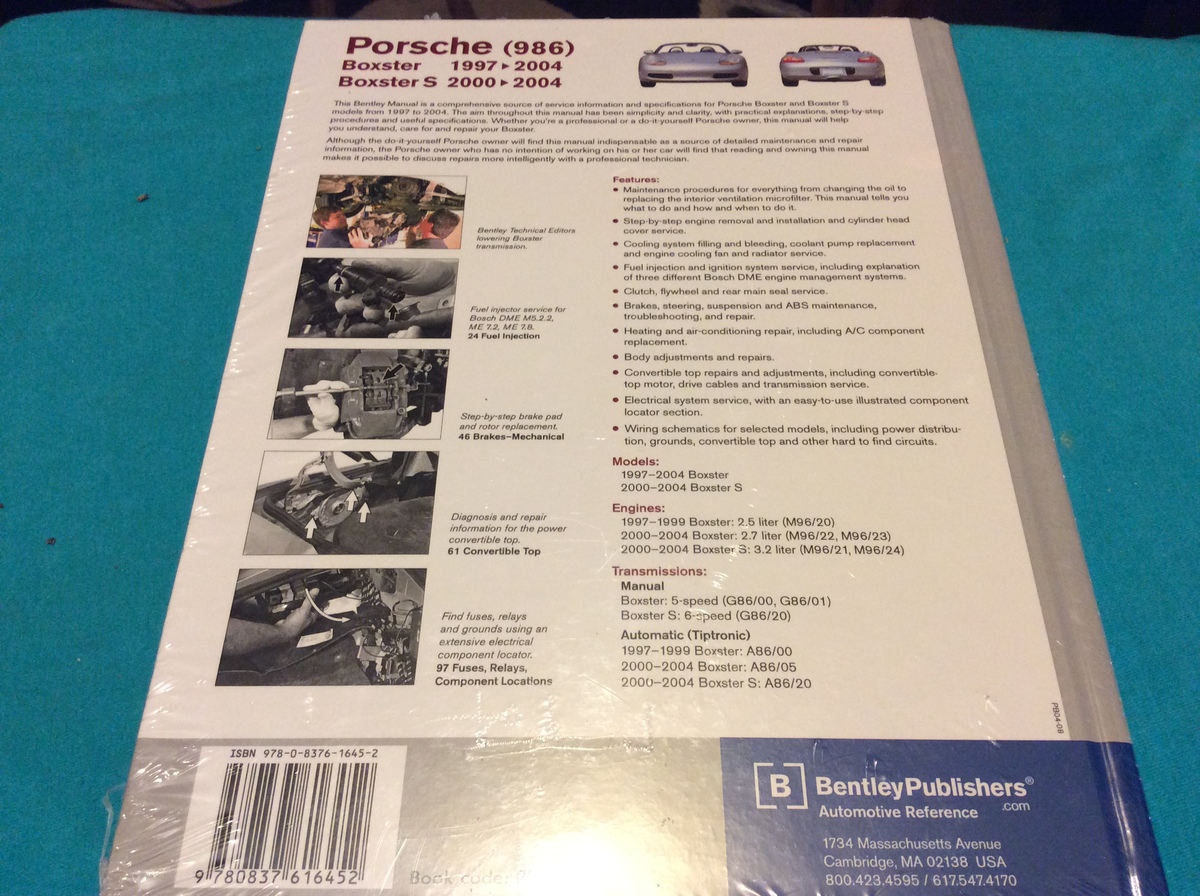 Porsche (986)
Boxster 1997▸2004
Boxster S 2000▸2004
This Bentley Manual is a comprehensive source of service information and specifications for Porsche Boxster and Boxster S
models from 1997 to 2004. The aim throughout this manual has been simplicity and clarity, with practical explanations, step-by-step
procedures and useful specifications. Whether you're a professional or a do-it-yourself Porsche owner, this manual will help
you understand, care for and repair your Boxster.
Although the do-it-yourself Porsche owner will find this manual indispensable as a source of detailed maintenance and repair
information, the Porsche owner who has no intention of working on his or her car will find that reading and owning this manual
makes it possible to discuss repairs more intelligently with a professional technician.
Bentley Technical Editors
lowering Boxster
transmission.
Fuel injector service for
Bosch DME M5.2.2,
ME 7.2, ME 7.8.
24 Fuel Injection
Step-by-step brake pad
and rotor replacement.
46 Brakes–Mechanical
Diagnosis and repair
information for the power
convertible top.
61 Convertible Top
Find fuses, relays
and grounds using an
extensive electrical
component locator.
97 Fuses, Relays,
Component Locations
Features:
• Maintenance procedures for everything from changing the oil to
replacing the interior ventilation microfilter. This manual tells you
what to do and how and when to do it.
• Step-by-step engine removal and installation and cylinder head
cover service.
• Cooling system filling and bleeding, coolant pump replacement
and engine cooling fan and radiator service.
• Fuel injection and ignition system service, including explanation
of three different Bosch DME engine management systems.
• Clutch, flywheel and rear main seal service.
• Brakes, steering, suspension and ABS maintenance,
troubleshooting, and repair.
• Heating and air-conditioning repair, including A/C component
replacement.
• Body adjustments and repairs.
• Convertible top repairs and adjustments, including convertible-
top motor, drive cables and transmission service.
• Electrical system service, with an easy-to-use illustrated component
locator section.
• Wiring schematics for selected models, including power distribu-
tion, grounds, convertible top and other hard to find circuits.
Models:
1997–2004 Boxster
2000–2004 Boxster S
Engines:
1997–1999 Boxster: 2.5 liter (M96/20)
2000–2004 Boxster: 2.7 liter (M96/22, M96/23)
2000–2004 Boxster S: 3.2 liter (M96/21, M96/24)
Transmissions:
Manual
Boxster: 5-speed (G86/00, G86/01)
Boxster S: 6-speed (G86/20)
Automatic (Tiptronic)
1997–1999 Boxster: A86/00
2000–2004 Boxster: A86/05
2000–2004 Boxster S: A86/20
PB04-08
ISBN 978-0-8376-1645-2
9 780837 616452
Book code:
B
BentleyPublishers®
.com
Automotive Reference
1734 Massachusetts Avenue
Cambridge, MA 02138 USA
800.423.4595 / 617.547.4170